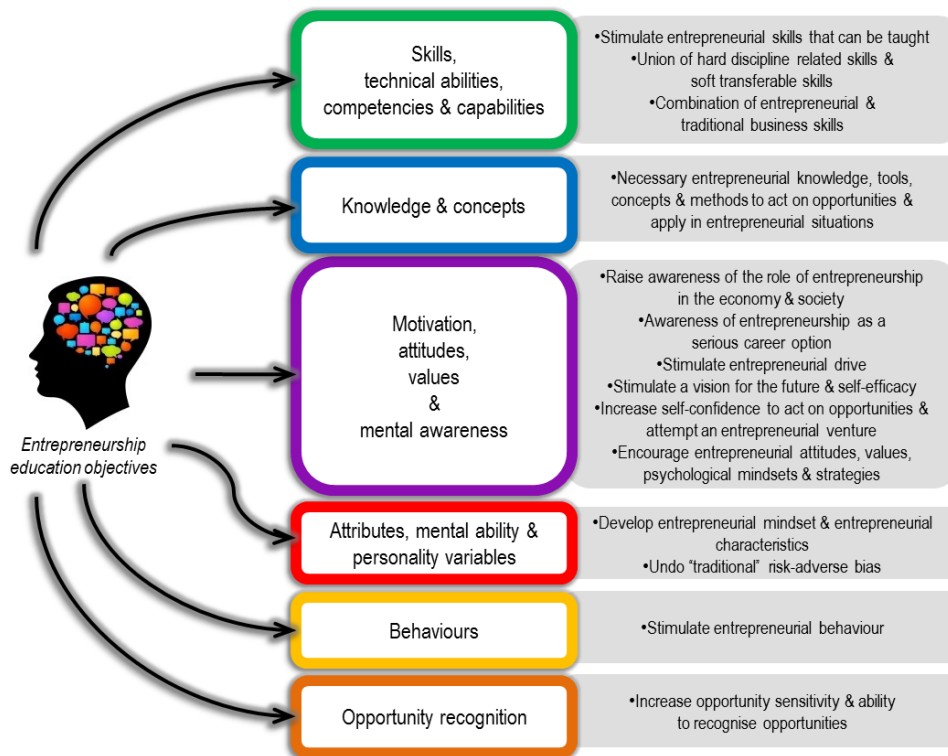 Skills,
technical abilities,
competencies & capabilities
•Stimulate entrepreneurial skills that can be taught
•Union of hard discipline related skills &
soft transferable skills
•Combination of entrepreneurial &
traditional business skills
Knowledge & concepts
•Necessary entrepreneurial knowledge, tools,
concepts & methods to act on opportunities &
apply in entrepreneurial situations
Motivation,
attitudes,
values
&
mental awareness
•Raise awareness of the role of entrepreneurship
in the economy & society
•Awareness of entrepreneurship as a
serious career option
•Stimulate entrepreneurial drive
•Stimulate a vision for the future & self-efficacy
•Increase self-confidence to act on opportunities &
attempt an entrepreneurial venture
•Encourage entrepreneurial attitudes, values,
psychological mindsets & strategies
Entrepreneurship
education objectives
Attributes, mental ability &
personality variables
•Develop entrepreneurial mindset & entrepreneurial
characteristics
•Undo “traditional” risk-adverse bias
Behaviours
•Stimulate entrepreneurial behaviour
Opportunity recognition
•Increase opportunity sensitivity & ability
to recognise opportunities